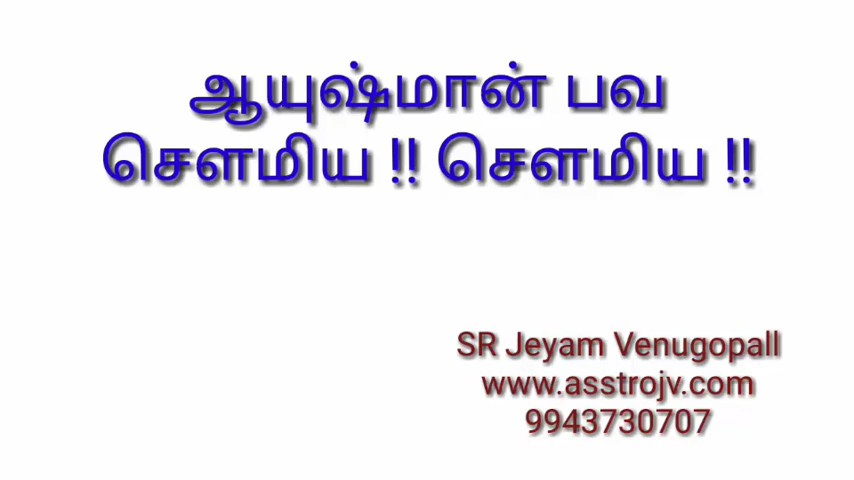 ஆயுஷ்மான் பவ
சௌமிய !! சௌமிய !!
SR Jeyam Venugopall
www.asstrojv.com
9943730707